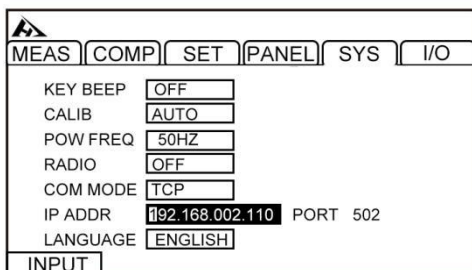 MEAS COMP SET PANEL SYS I/O
KEY BEEP OFF
CALIB AUTO
POW FREQ 50HZ
RADIO OFF
COM MODE TCP
IP ADDR 192.168.002.110 PORT 502
LANGUAGE ENGLISH
INPUT